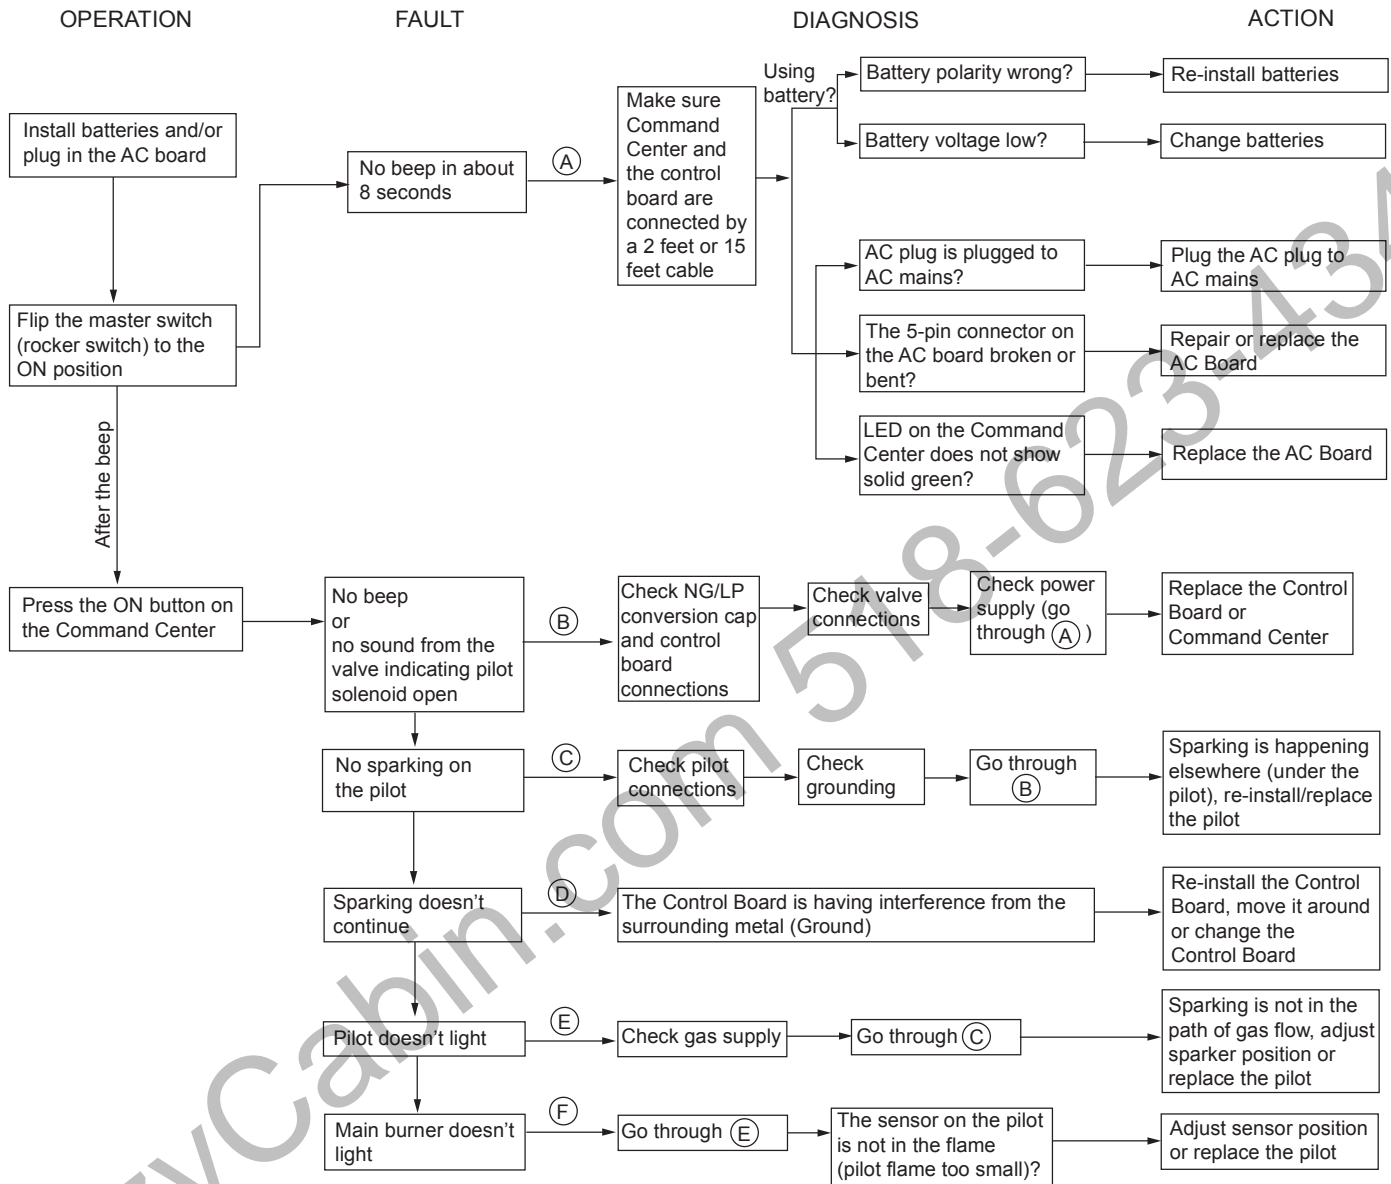 OPERATION
FAULT
DIAGNOSIS
ACTION
Install batteries and/or
plug in the AC board
Flip the master switch
(rocker switch) to the
ON position
After the beep
Press the ON button on
the Command Center
No beep in about
8 seconds
A
Make sure
Command
Center and
the control
board are
connected by
a 2 feet or 15
feet cable
Using
battery?
Battery polarity wrong?
Re-install batteries
Battery voltage low?
Change batteries
AC plug is plugged to
AC mains?
Plug the AC plug to
AC mains
The 5-pin connector on
the AC board broken or
bent?
Repair or replace the
AC Board
LED on the Command
Center does not show
solid green?
Replace the AC Board
No beep
or
no sound from the
valve indicating pilot
solenoid open
B
Check NG/LP
conversion cap
and control
board
connections
Check valve
connections
Check power
supply (go
through A )
Replace the Control
Board or
Command Center
No sparking on
the pilot
C
Check pilot
connections
Check
grounding
Go through
B
Sparking is happening
elsewhere (under the
pilot), re-install/replace
the pilot
Sparking doesn't
continue
D
The Control Board is having interference from the
surrounding metal (Ground)
Re-install the Control
Board, move it around
or change the
Control Board
Pilot doesn't light
E
Check gas supply
Go through C
Sparking is not in the
path of gas flow, adjust
sparker position or
replace the pilot
Main burner doesn't
light
F
Go through E
The sensor on the pilot
is not in the flame
(pilot flame too small)?
Adjust sensor position
or replace the pilot
yCabin.com 518-623-434